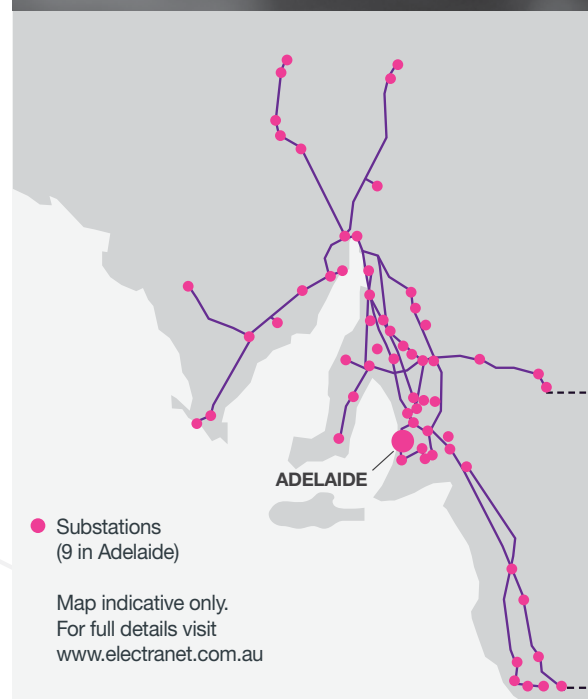 ADELAIDE
Substations
(9 in Adelaide)
Map indicative only.
For full details visit
www.electranet.com.au